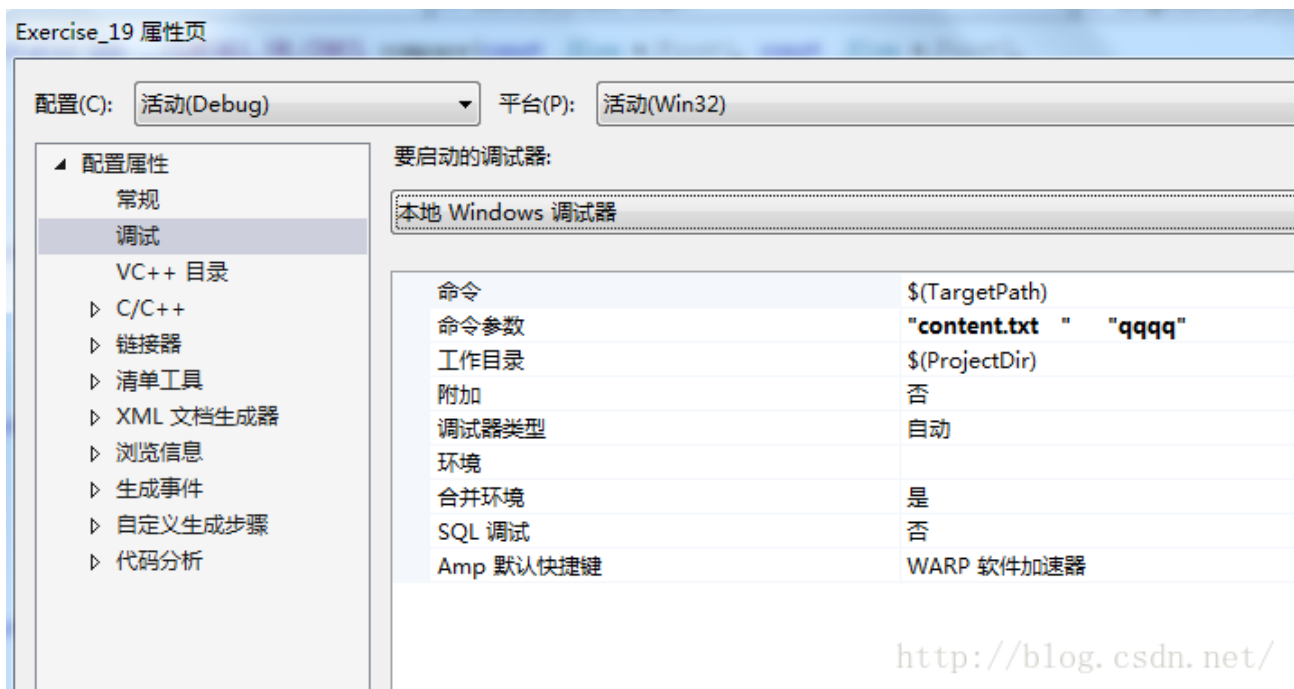 Exercise_19 属性页
配置(C): 活动(Debug) 平台(P): 活动(Win32)
配置属性
常规
调试
VC++ 目录
C/C++
链接器
清单工具
XML 文档生成器
浏览信息
生成事件
自定义生成步骤
代码分析
要启动的调试器:
本地 Windows 调试器
命令 $(TargetPath)
命令参数 "content.txt   "     "qqqq"
工作目录 $(ProjectDir)
附加 否
调试器类型 自动
环境
合并环境 是
SQL 调试 否
Amp 默认快捷键 WARP 软件加速器
http://blog.csdn.net/